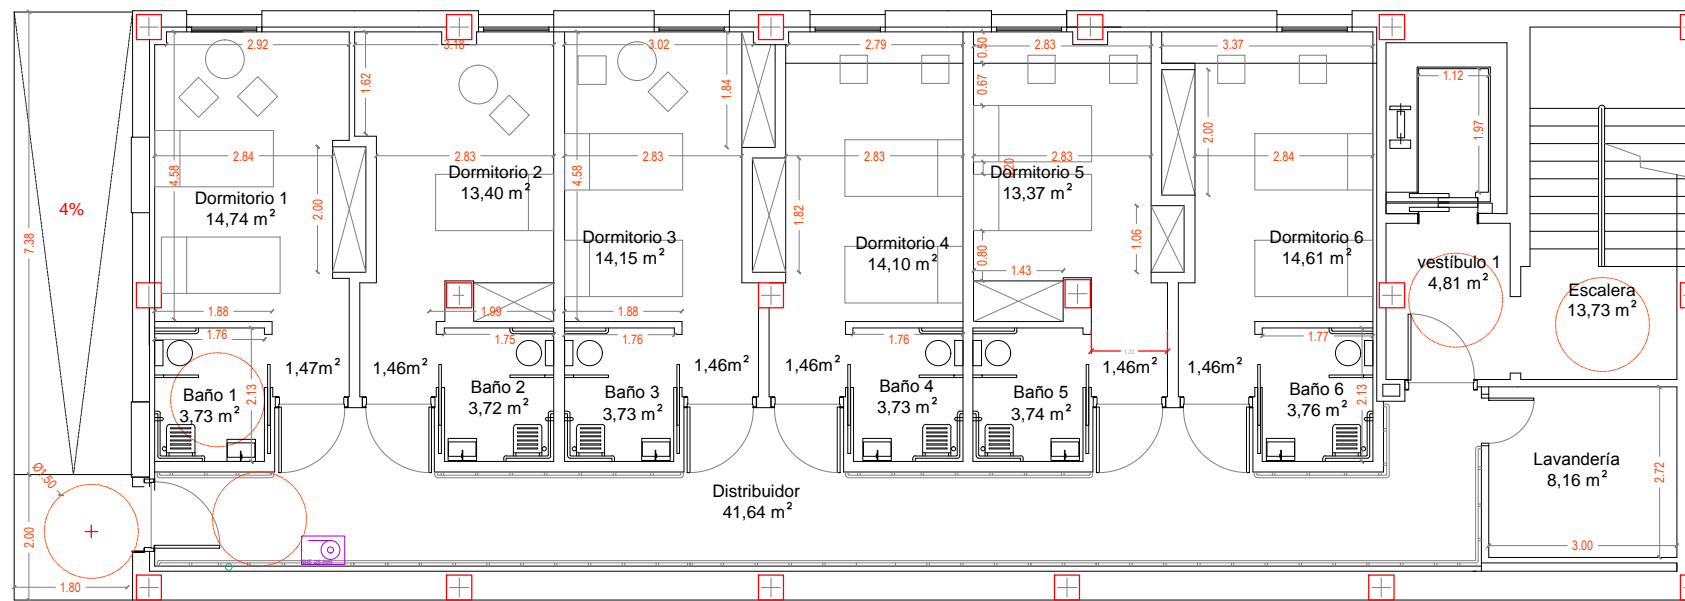 2.92
3.18
3.02
2.79
0.50
2.83
3.37
1.62
1.84
0.67
1.12
2.00
1.97
2.84
2.83
2.83
2.83
2.83
2.84
4.58
4.58
Dormitorio 1
14,74 m²
Dormitorio 2
13,40 m²
Dormitorio 5
13,37 m²
4%
2.00
1.82
1.06
7.38
Dormitorio 3
14,15 m²
Dormitorio 4
14,10 m²
Dormitorio 6
14,61 m²
0.80
1.43
vestíbulo 1
4,81 m²
Escalera
13,73 m²
1.88
1.99
1.88
1.76
1.75
1.76
1.76
1.77
1.22
1,47m²
1,46m²
1,46m²
1,46m²
1,46m²
1,46m²
Baño 1
3,73 m²
2.13
Baño 2
3,72 m²
Baño 3
3,73 m²
Baño 4
3,73 m²
Baño 5
3,74 m²
Baño 6
3,76 m²
2.13
Ø1.50
Distribuidor
41,64 m²
Lavandería
8,16 m²
2.72
2.00
3.00
1.80